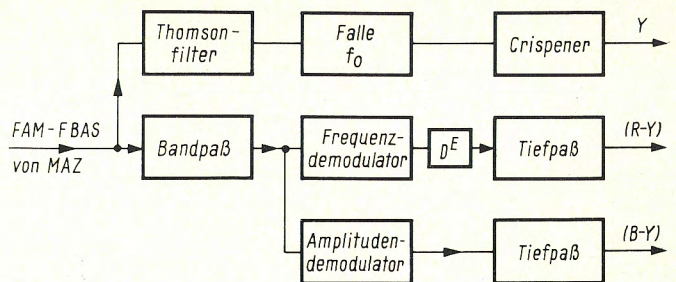 Thomson-
filter
Falle
f₀
Crispener
Y
FAM-FBAS
von MAZ
Bandpaß
Frequenz-
demodulator
Dᴱ
Tiefpaß
(R-Y)
Amplituden-
demodulator
Tiefpaß
(B-Y)